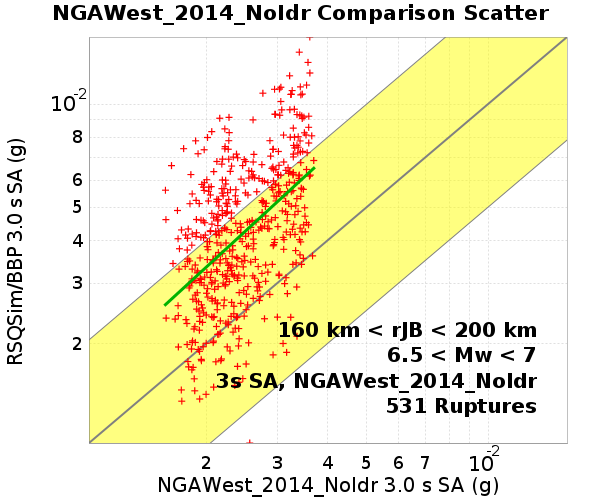 NGAWest_2014_NoIdr Comparison Scatter
RSQSim/BBP 3.0 s SA (g)
10-2
8
6
5
4
3
2
160 km < rJB < 200 km
6.5 < Mw < 7
3s SA, NGAWest_2014_NoIdr
531 Ruptures
2 3 4 5 6 7 10-2
NGAWest_2014_NoIdr 3.0 s SA (g)